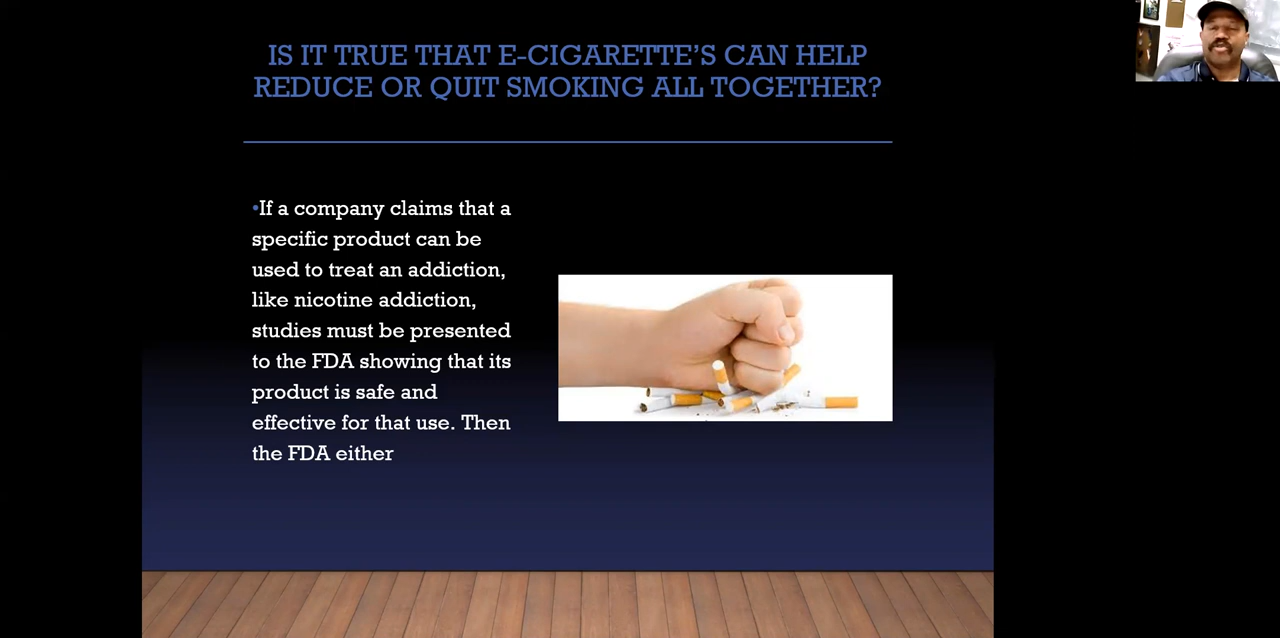 IS IT TRUE THAT E-CIGARETTE’S CAN HELP
REDUCE OR QUIT SMOKING ALL TOGETHER?
•If a company claims that a
specific product can be
used to treat an addiction,
like nicotine addiction,
studies must be presented
to the FDA showing that its
product is safe and
effective for that use. Then
the FDA either